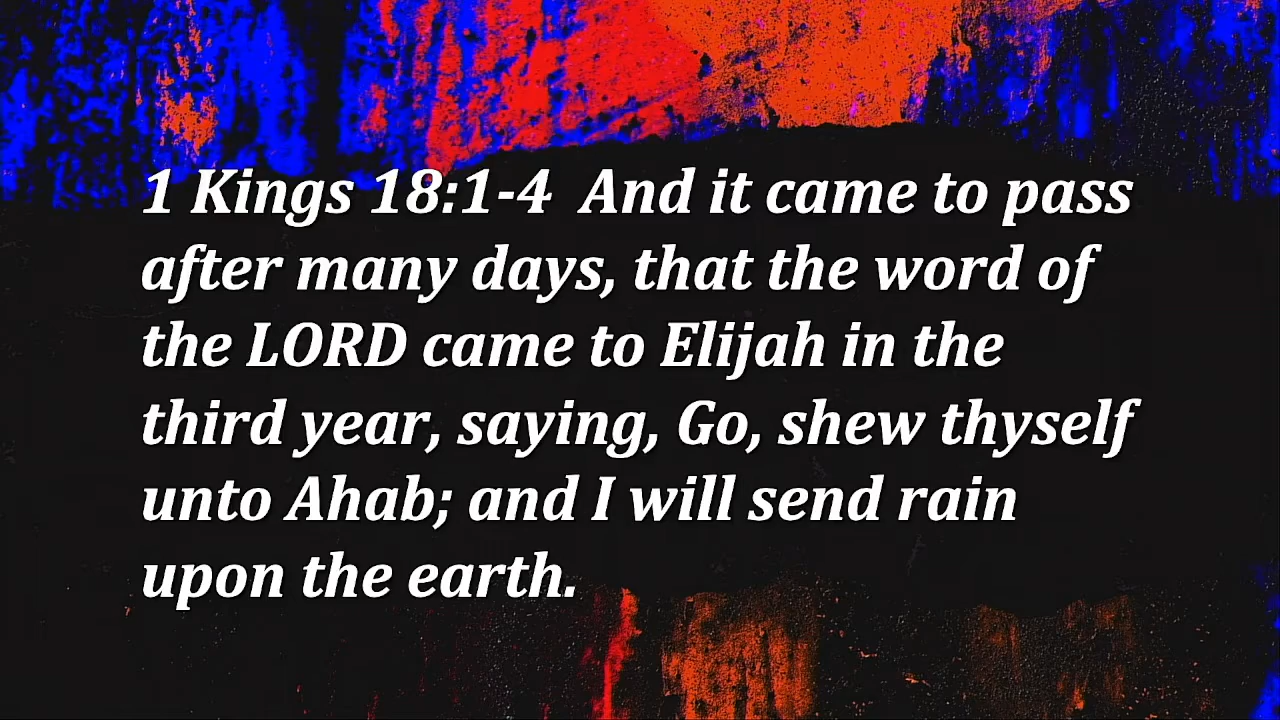 1 Kings 18:1-4  And it came to pass
after many days, that the word of
the LORD came to Elijah in the
third year, saying, Go, shew thyself
unto Ahab; and I will send rain
upon the earth.